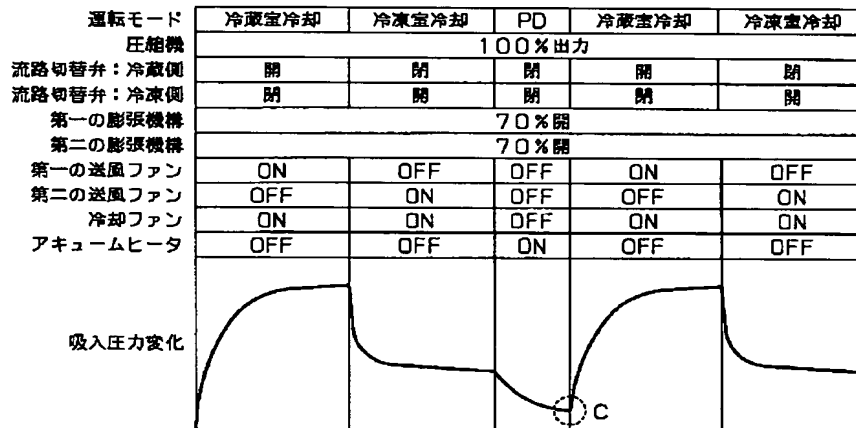 運転モード 冷蔵室冷却 冷凍室冷却 PD 冷蔵室冷却 冷凍室冷却
圧縮機 100%出力
流路切替弁:冷蔵側 開 閉 閉 開 閉
流路切替弁:冷凍側 閉 開 閉 閉 開
第一の膨張機構 70%開
第二の膨張機構 70%開
第一の送風ファン ON OFF OFF ON OFF
第二の送風ファン OFF ON OFF OFF ON
冷却ファン ON ON OFF ON ON
アキュームヒータ OFF OFF ON OFF OFF
吸入圧力変化
C